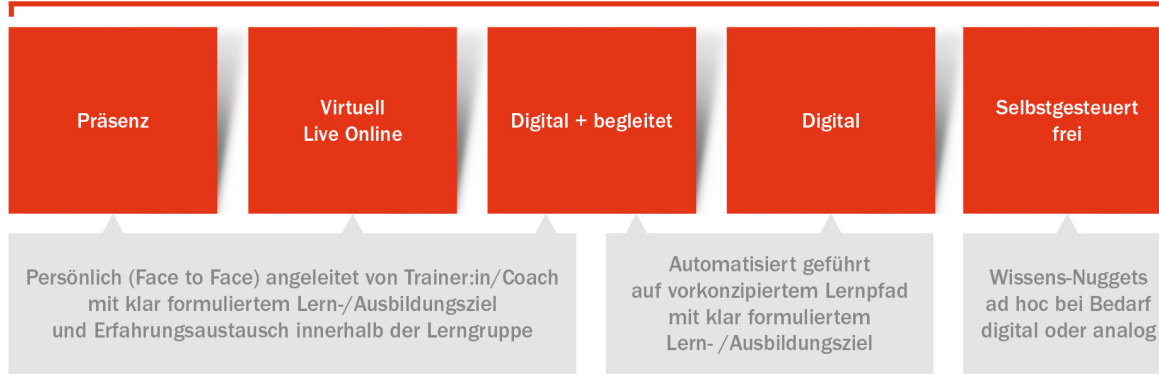 Präsenz
Virtuell
Live Online
Digital + begleitet
Digital
Selbstgesteuert
frei
Persönlich (Face to Face) angeleitet von Trainer:in/Coach
mit klar formuliertem Lern-/Ausbildungsziel
und Erfahrungsaustausch innerhalb der Lerngruppe
Automatisiert geführt
auf vorkonzipiertem Lernpfad
mit klar formuliertem
Lern- /Ausbildungsziel
Wissens-Nuggets
ad hoc bei Bedarf
digital oder analog